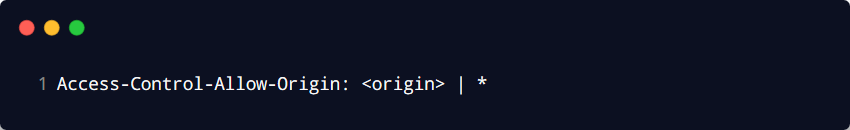 1 Access-Control-Allow-Origin: <origin> | *